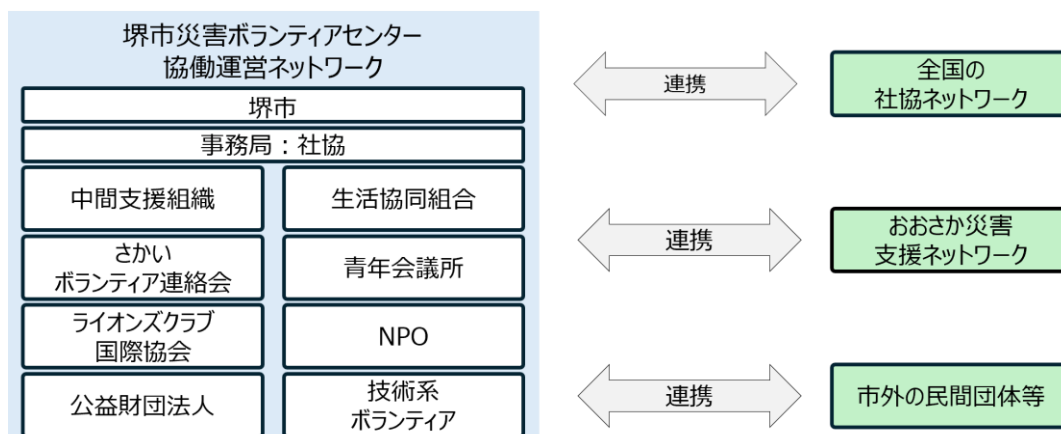 堺市災害ボランティアセンター
協働運営ネットワーク
堺市
事務局：社協
中間支援組織
生活協同組合
さかい
ボランティア連絡会
青年会議所
ライオンズクラブ
国際協会
NPO
公益財団法人
技術系
ボランティア
連携
全国の
社協ネットワーク
連携
おおさか災害
支援ネットワーク
連携
市外の民間団体等